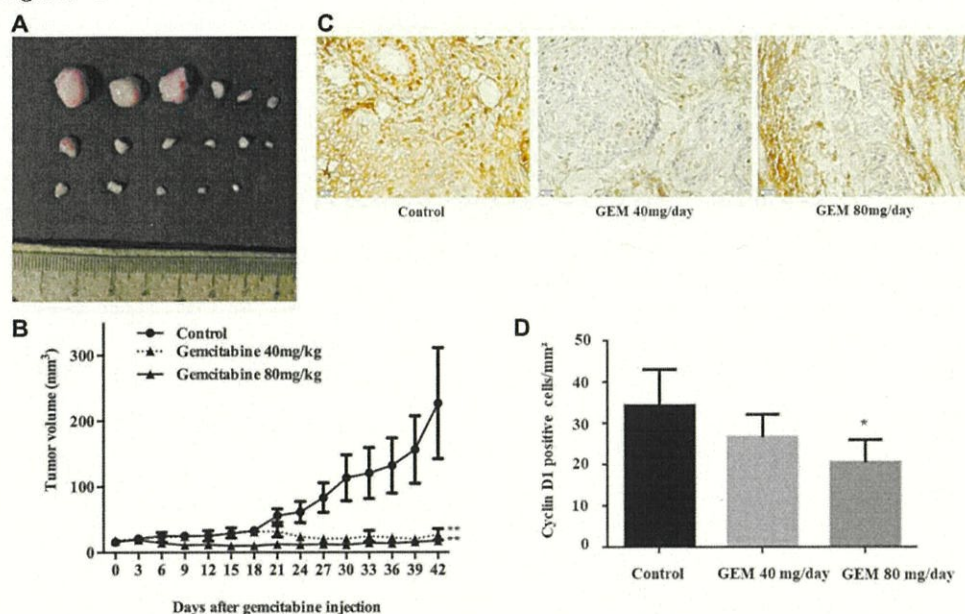 A
C
Control
GEM 40mg/day
GEM 80mg/day
B
Control
Gemcitabine 40mg/kg
Gemcitabine 80mg/kg
Tumor volume (mm³)
300
200
100
0
**
**
0 3 6 9 12 15 18 21 24 27 30 33 36 39 42
Days after gemcitabine injection
D
Cyclin D1 positive cells/mm²
50
40
30
20
10
0
*
Control
GEM 40 mg/day
GEM 80 mg/day